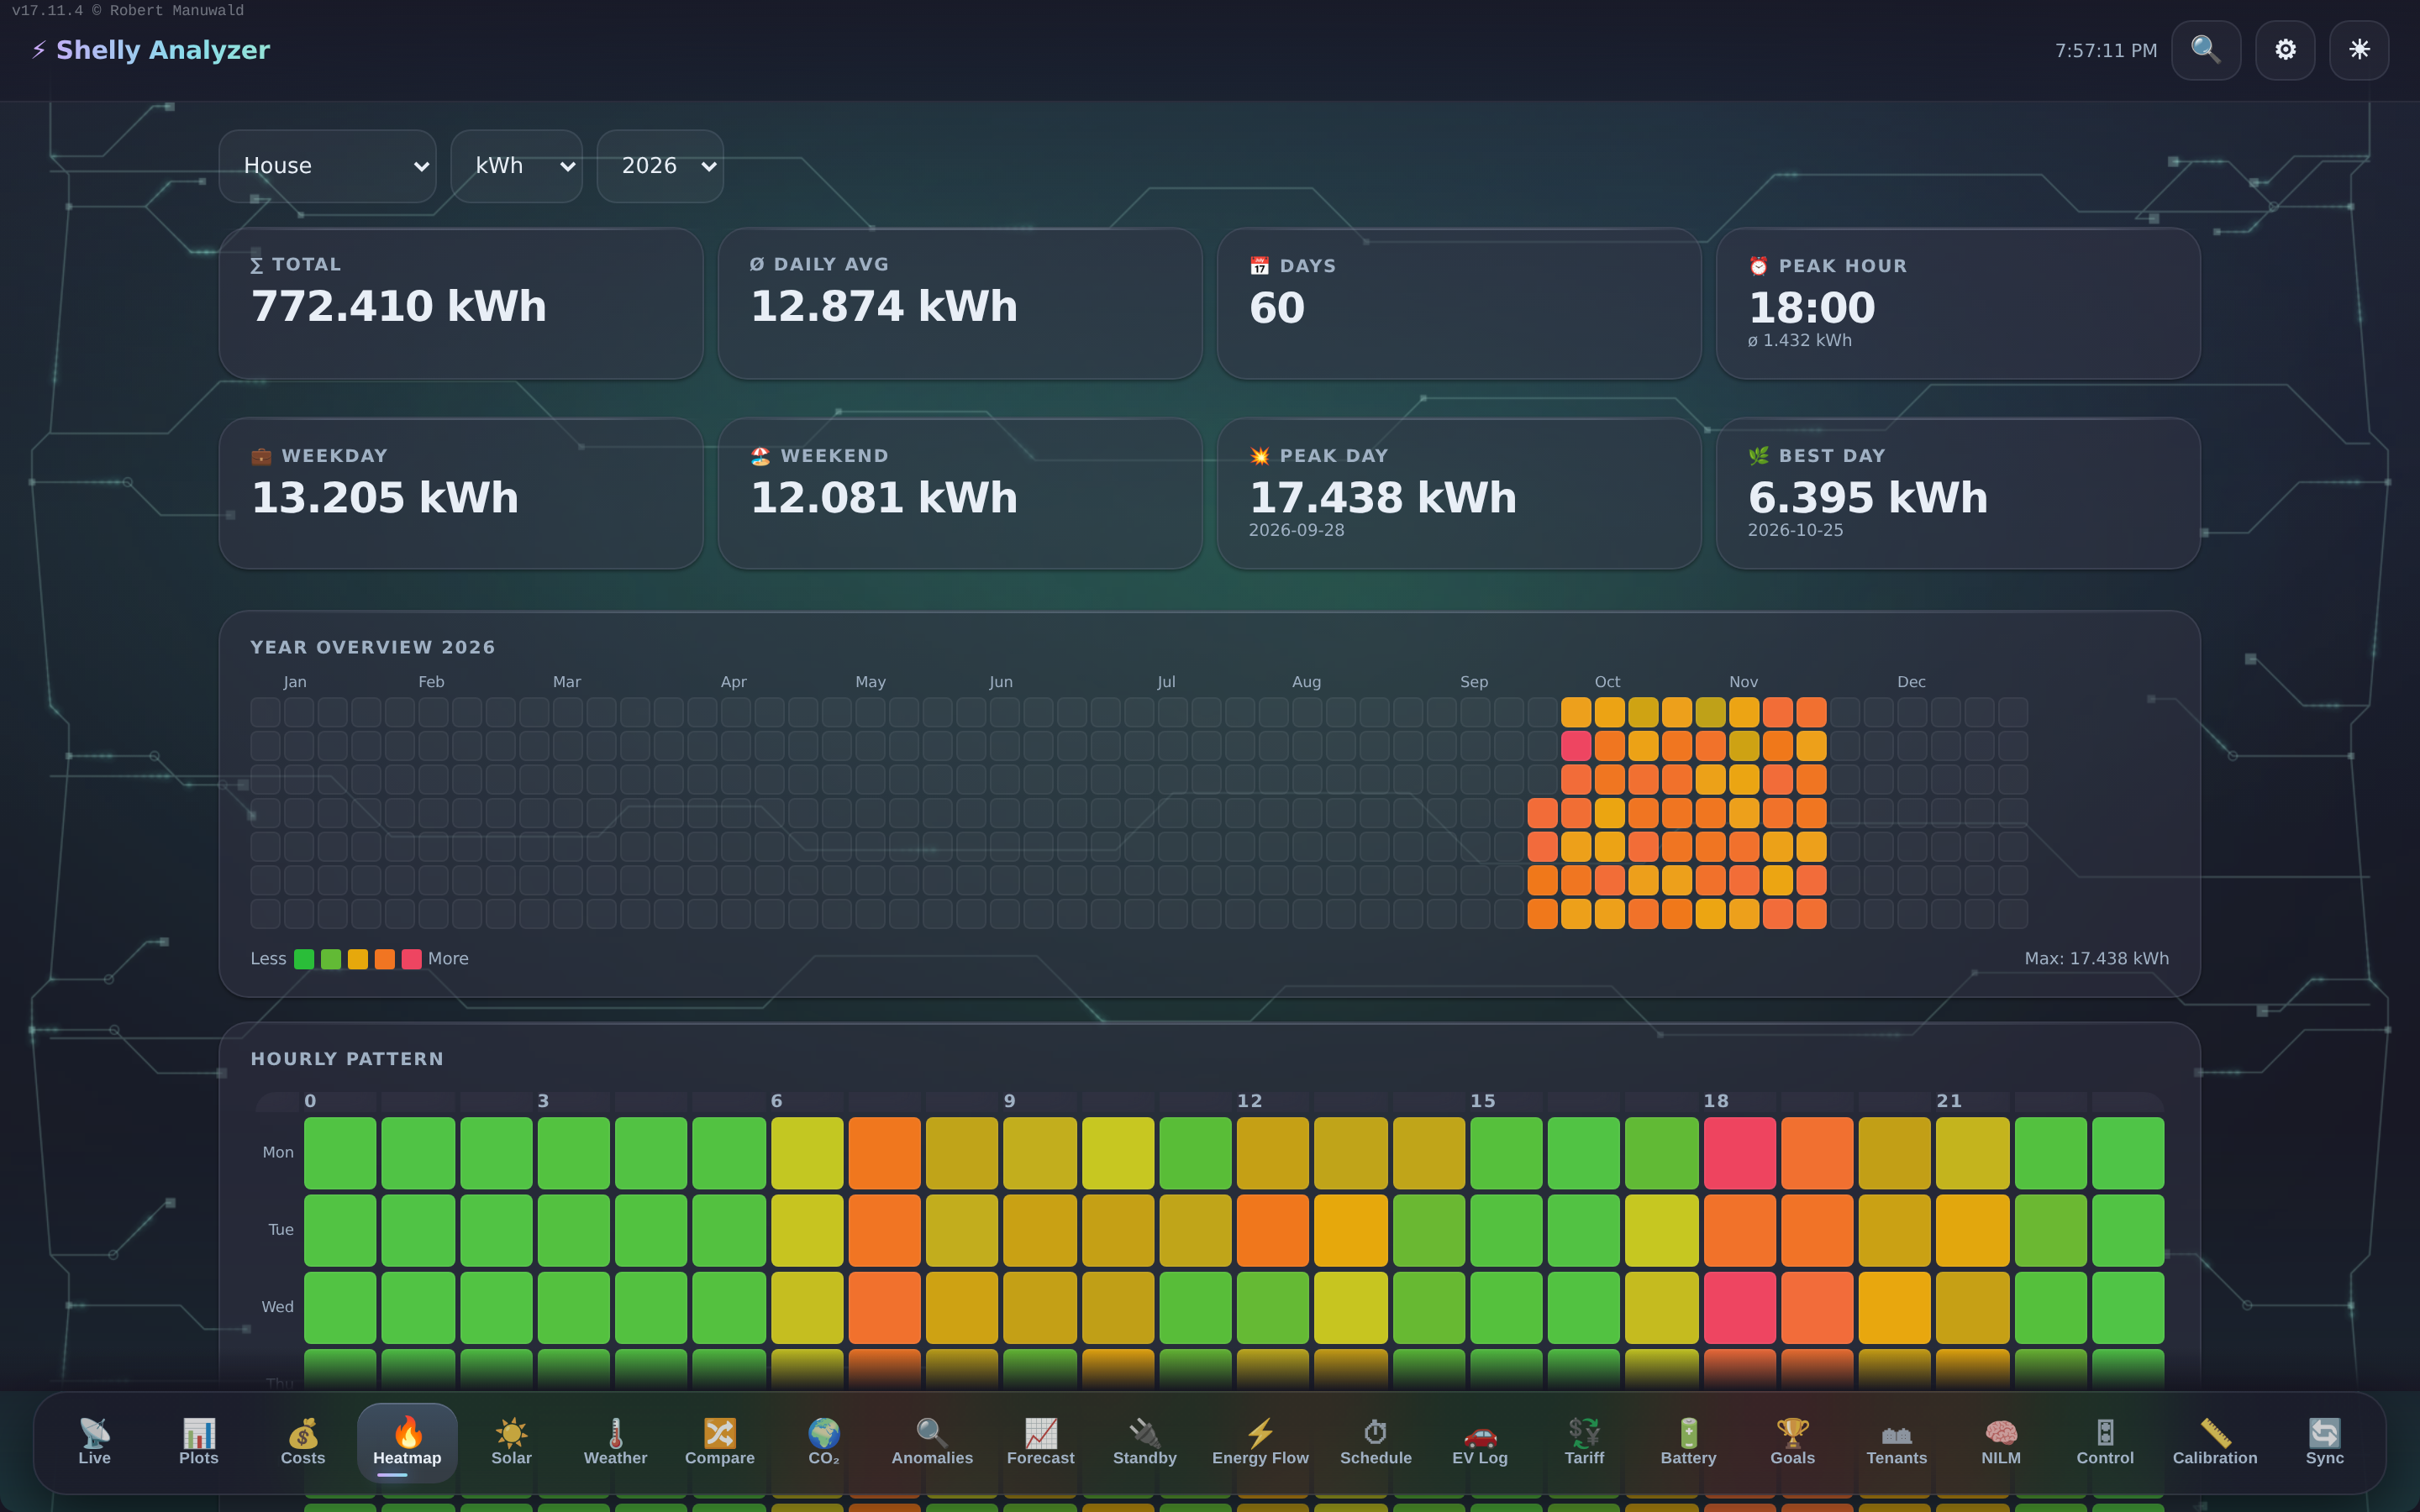 v17.11.4 © Robert Manuwald
⚡ Shelly Analyzer
7:57:11 PM
House
kWh
2026
∑ TOTAL
772.410 kWh
Ø DAILY AVG
12.874 kWh
📅 DAYS
60
⏰ PEAK HOUR
18:00
ø 1.432 kWh
💼 WEEKDAY
13.205 kWh
🏖️ WEEKEND
12.081 kWh
💥 PEAK DAY
17.438 kWh
2026-09-28
🌿 BEST DAY
6.395 kWh
2026-10-25
YEAR OVERVIEW 2026
Jan Feb Mar Apr May Jun Jul Aug Sep Oct Nov Dec
Less More
Max: 17.438 kWh
HOURLY PATTERN
0 3 6 9 12 15 18 21
Mon
Tue
Wed
Thu
Live Plots Costs Heatmap Solar Weather Compare CO₂ Anomalies Forecast Standby Energy Flow Schedule EV Log Tariff Battery Goals Tenants NILM Control Calibration Sync